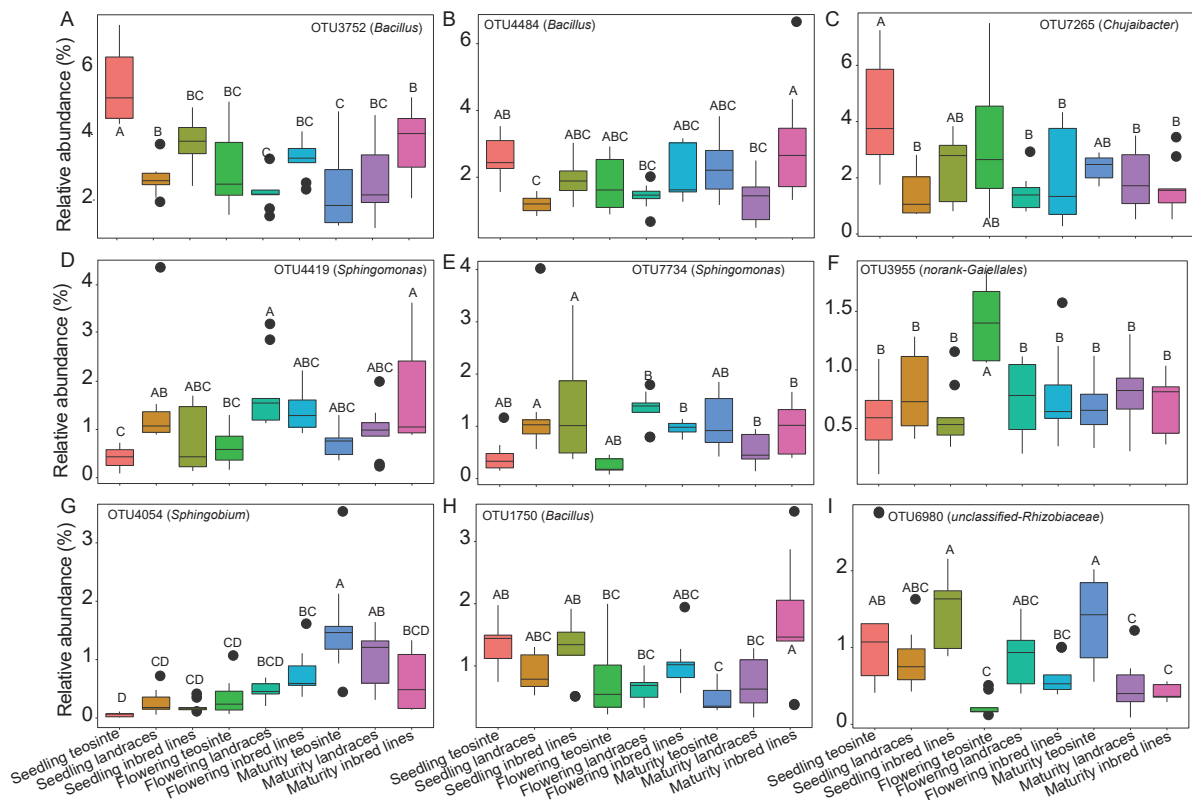 A
OTU3752 (Bacillus)
B
OTU4484 (Bacillus)
C
OTU7265 (Chujaibacter)
Relative abundance (%)
6
4
2
A
B
BC
BC
C
BC
C
BC
B
6
4
2
AB
C
ABC
ABC
BC
ABC
ABC
BC
A
6
4
2
0
A
B
AB
AB
B
B
B
B
B
D
OTU4419 (Sphingomonas)
E
OTU7734 (Sphingomonas)
F
OTU3955 (norank-Gaiellales)
Relative abundance (%)
4
3
2
1
0
C
AB
ABC
BC
A
ABC
ABC
ABC
A
4
3
2
1
0
AB
A
A
AB
B
B
AB
B
B
1.5
1.0
0.5
B
B
B
A
B
B
B
B
B
G
OTU4054 (Sphingobium)
H
OTU1750 (Bacillus)
I
OTU6980 (unclassified-Rhizobiaceae)
Relative abundance (%)
3
2
1
0
D
CD
CD
CD
BCD
BC
A
AB
BCD
3
2
1
AB
ABC
AB
BC
BC
ABC
C
BC
A
2
1
0
AB
ABC
A
C
ABC
BC
A
C
C
Seedling teosinte
Seedling landraces
Seedling inbred lines
Flowering teosinte
Flowering landraces
Flowering inbred lines
Maturity teosinte
Maturity landraces
Maturity inbred lines
Seedling teosinte
Seedling landraces
Seedling inbred lines
Flowering teosinte
Flowering landraces
Flowering inbred lines
Maturity teosinte
Maturity landraces
Maturity inbred lines
Seedling teosinte
Seedling landraces
Seedling inbred lines
Flowering teosinte
Flowering landraces
Flowering inbred lines
Maturity teosinte
Maturity landraces
Maturity inbred lines